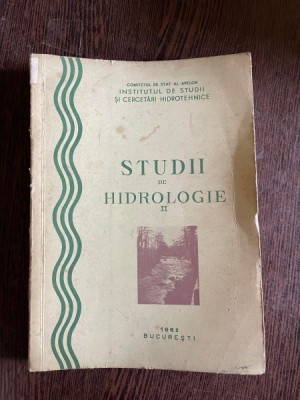 COMITETUL DE STAT AL APELOR
INSTITUTUL DE STUDII
ȘI CERCETĂRI HIDROTEHNICE
STUDII
DE
HIDROLOGIE
II
1962
BUCUREȘTI